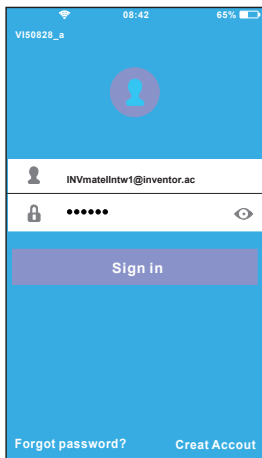 08:42 65%
VI50828_a
INVmatelIntw1@inventor.ac
••••••
Sign in
Forgot password? Creat Accout